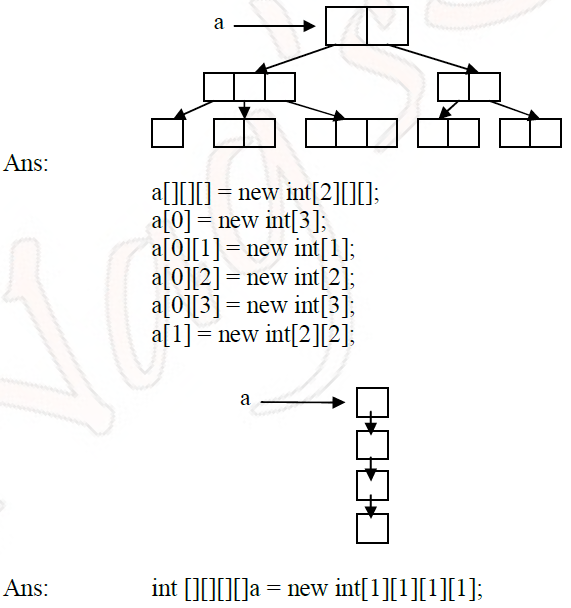 a
Ans:
a[][][] = new int[2][][];
a[0] = new int[3];
a[0][1] = new int[1];
a[0][2] = new int[2];
a[0][3] = new int[3];
a[1] = new int[2][2];
a
Ans: int [][][][]a = new int[1][1][1][1];